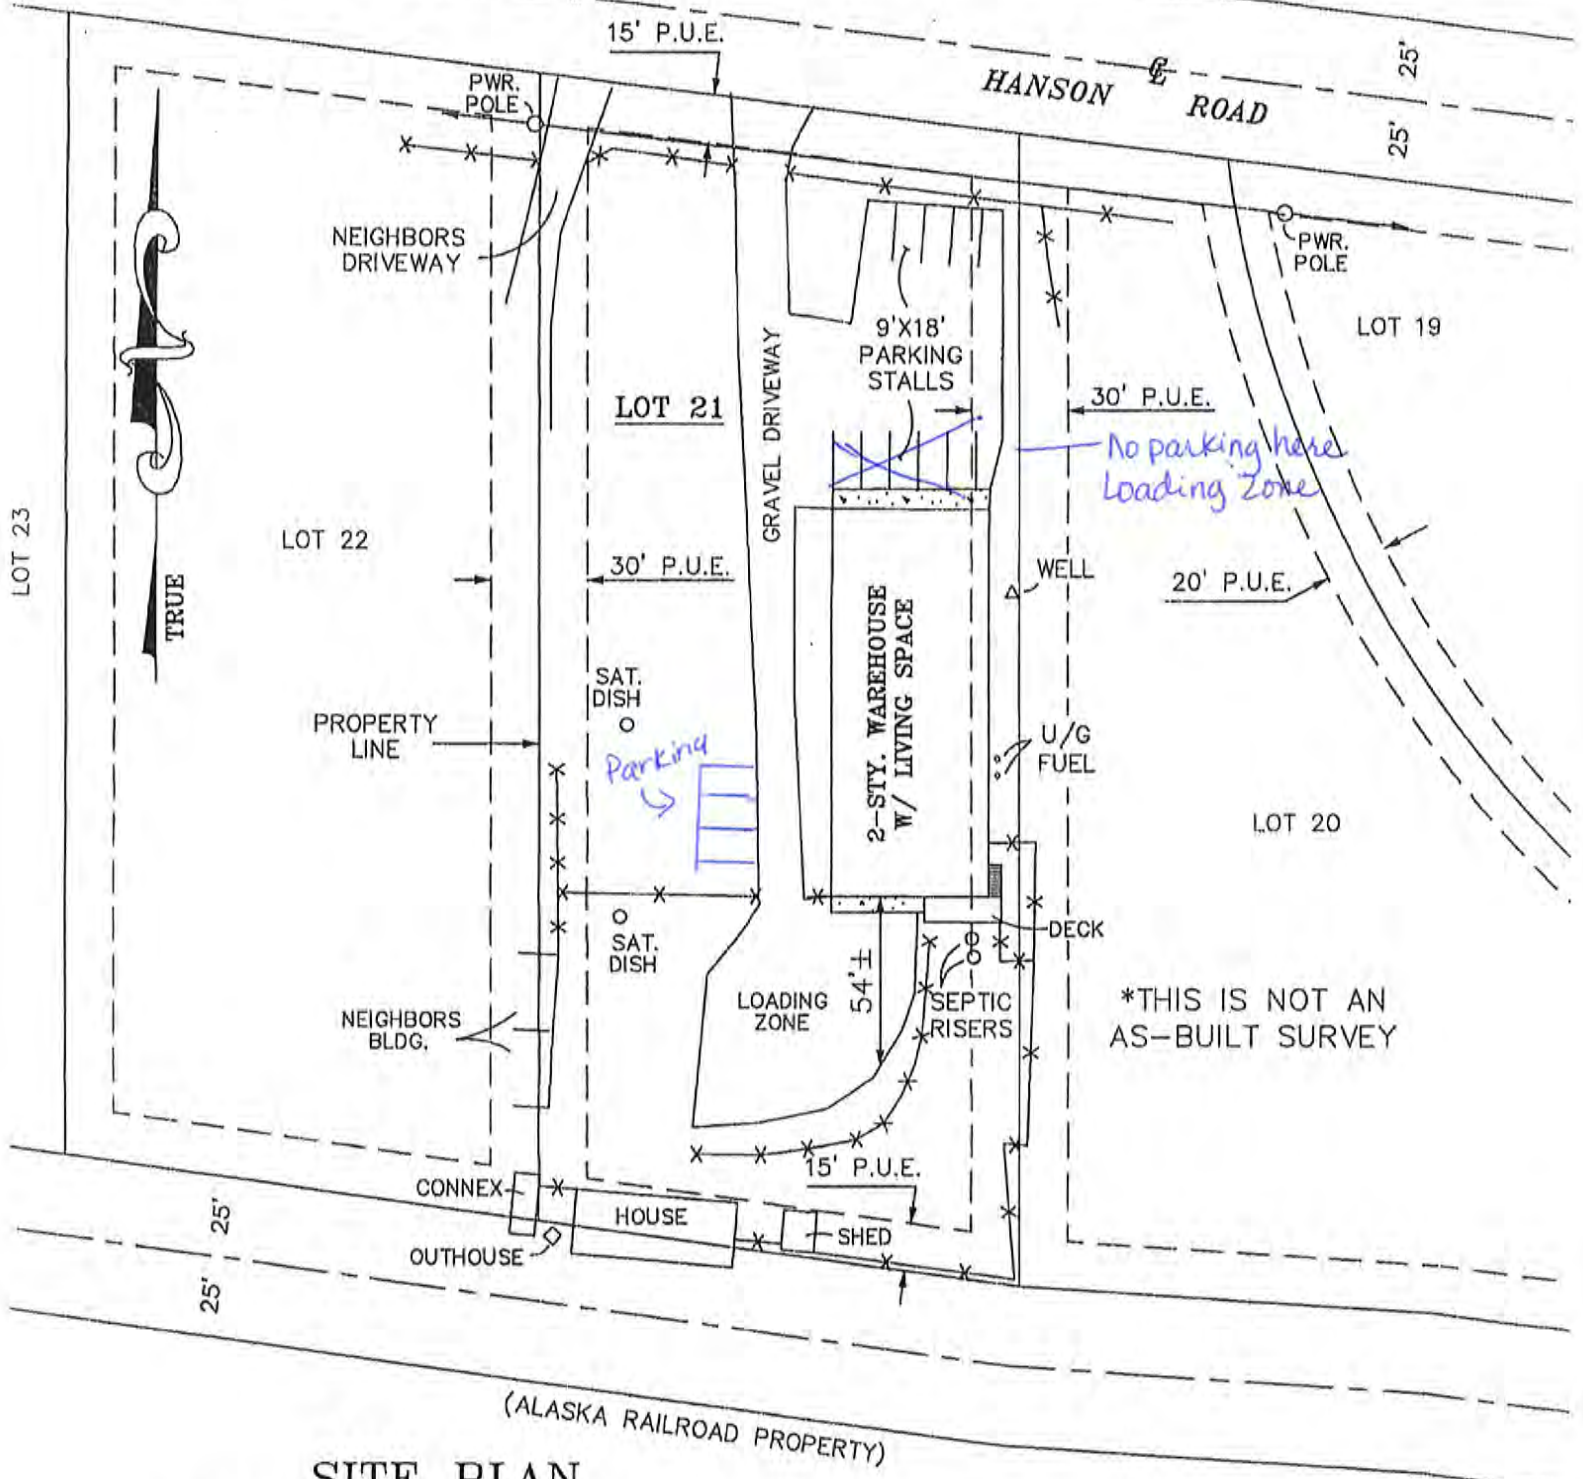 15' P.U.E.
25'
HANSON ℄ ROAD
25'
PWR.
POLE
NEIGHBORS
DRIVEWAY
PWR.
POLE
LOT 19
9'X18'
PARKING
STALLS
LOT 21
GRAVEL DRIVEWAY
30' P.U.E.
No parking here
Loading Zone
LOT 23
LOT 22
30' P.U.E.
WELL
20' P.U.E.
TRUE
2-STY. WAREHOUSE
W/ LIVING SPACE
SAT.
DISH
PROPERTY
LINE
Parking
U/G
FUEL
LOT 20
SAT.
DISH
DECK
LOADING
ZONE
54'±
SEPTIC
RISERS
*THIS IS NOT AN
AS-BUILT SURVEY
NEIGHBORS
BLDG.
15' P.U.E.
CONNEX
HOUSE
SHED
OUTHOUSE
25'
25'
(ALASKA RAILROAD PROPERTY)
SITE PLAN